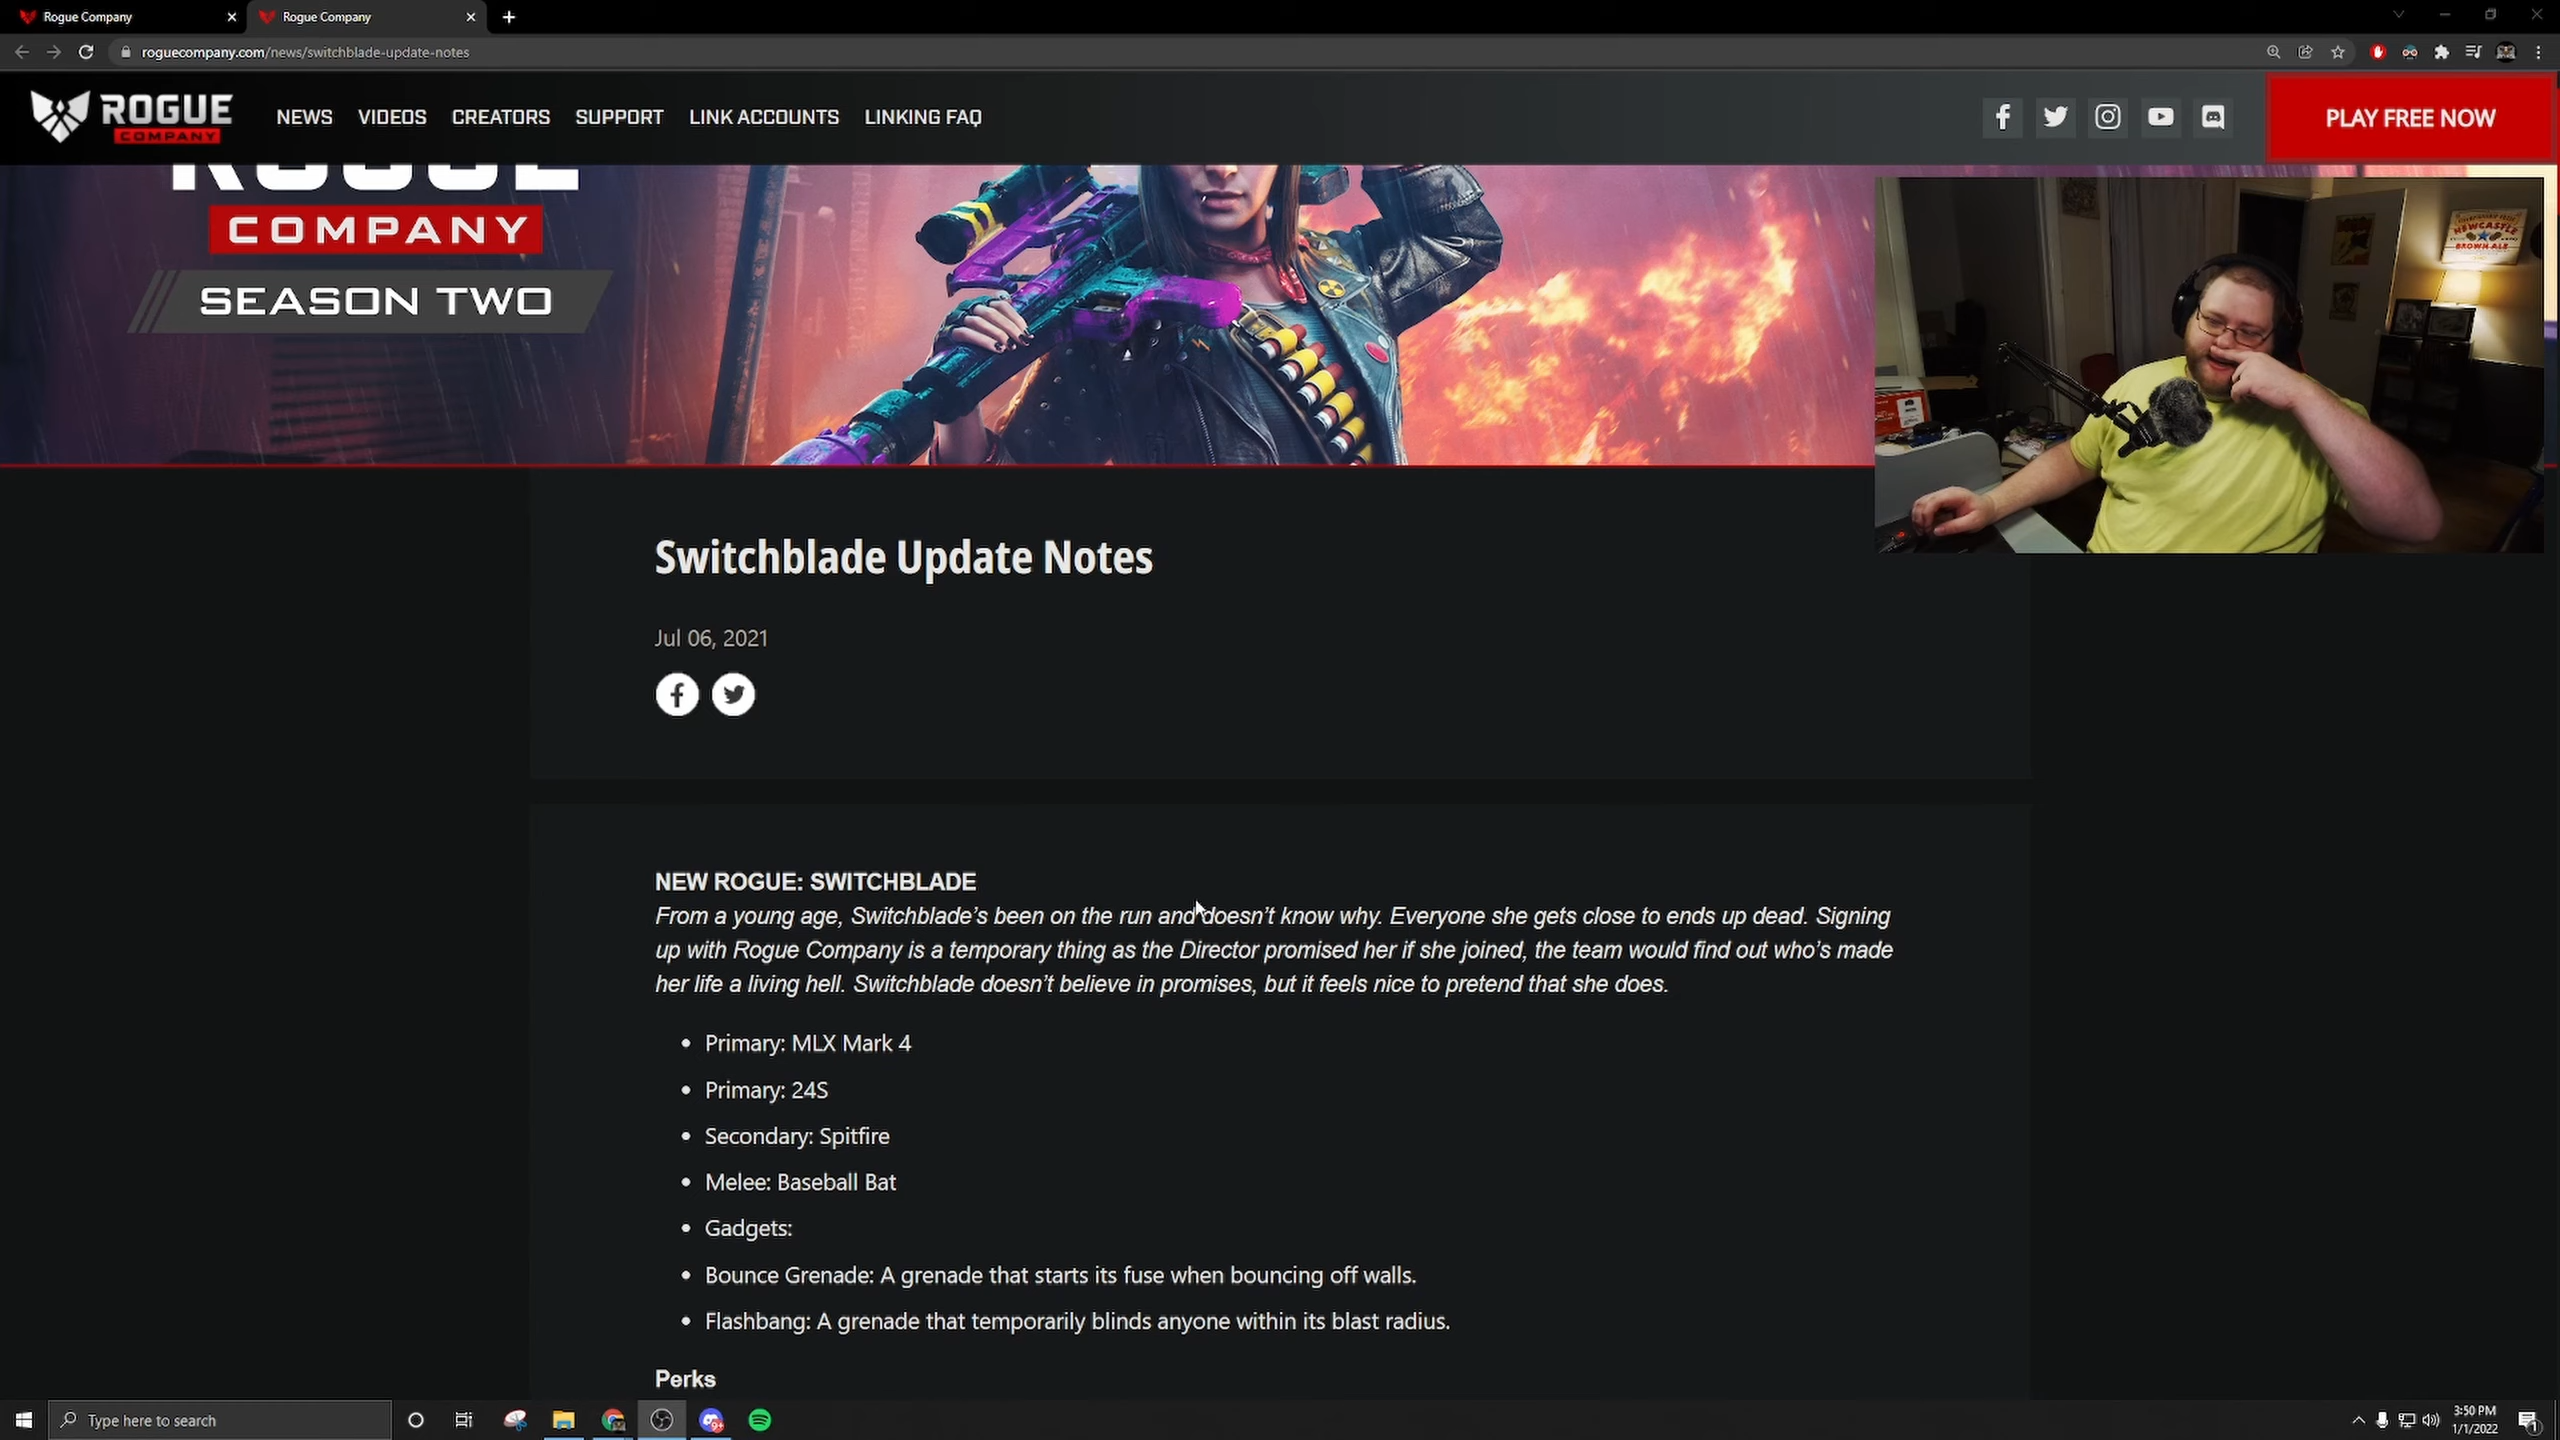 Rogue Company
Rogue Company
roguecompany.com/news/switchblade-update-notes
ROGUE
COMPANY
NEWS
VIDEOS
CREATORS
SUPPORT
LINK ACCOUNTS
LINKING FAQ
PLAY FREE NOW
ROGUE
COMPANY
SEASON TWO
NEWCASTLE
BROWN ALE
Switchblade Update Notes
Jul 06, 2021
NEW ROGUE: SWITCHBLADE
From a young age, Switchblade’s been on the run and doesn’t know why. Everyone she gets close to ends up dead. Signing
up with Rogue Company is a temporary thing as the Director promised her if she joined, the team would find out who’s made
her life a living hell. Switchblade doesn’t believe in promises, but it feels nice to pretend that she does.
• Primary: MLX Mark 4
• Primary: 24S
• Secondary: Spitfire
• Melee: Baseball Bat
• Gadgets:
• Bounce Grenade: A grenade that starts its fuse when bouncing off walls.
• Flashbang: A grenade that temporarily blinds anyone within its blast radius.
Perks
Type here to search
9+
3:50 PM
1/1/2022
1